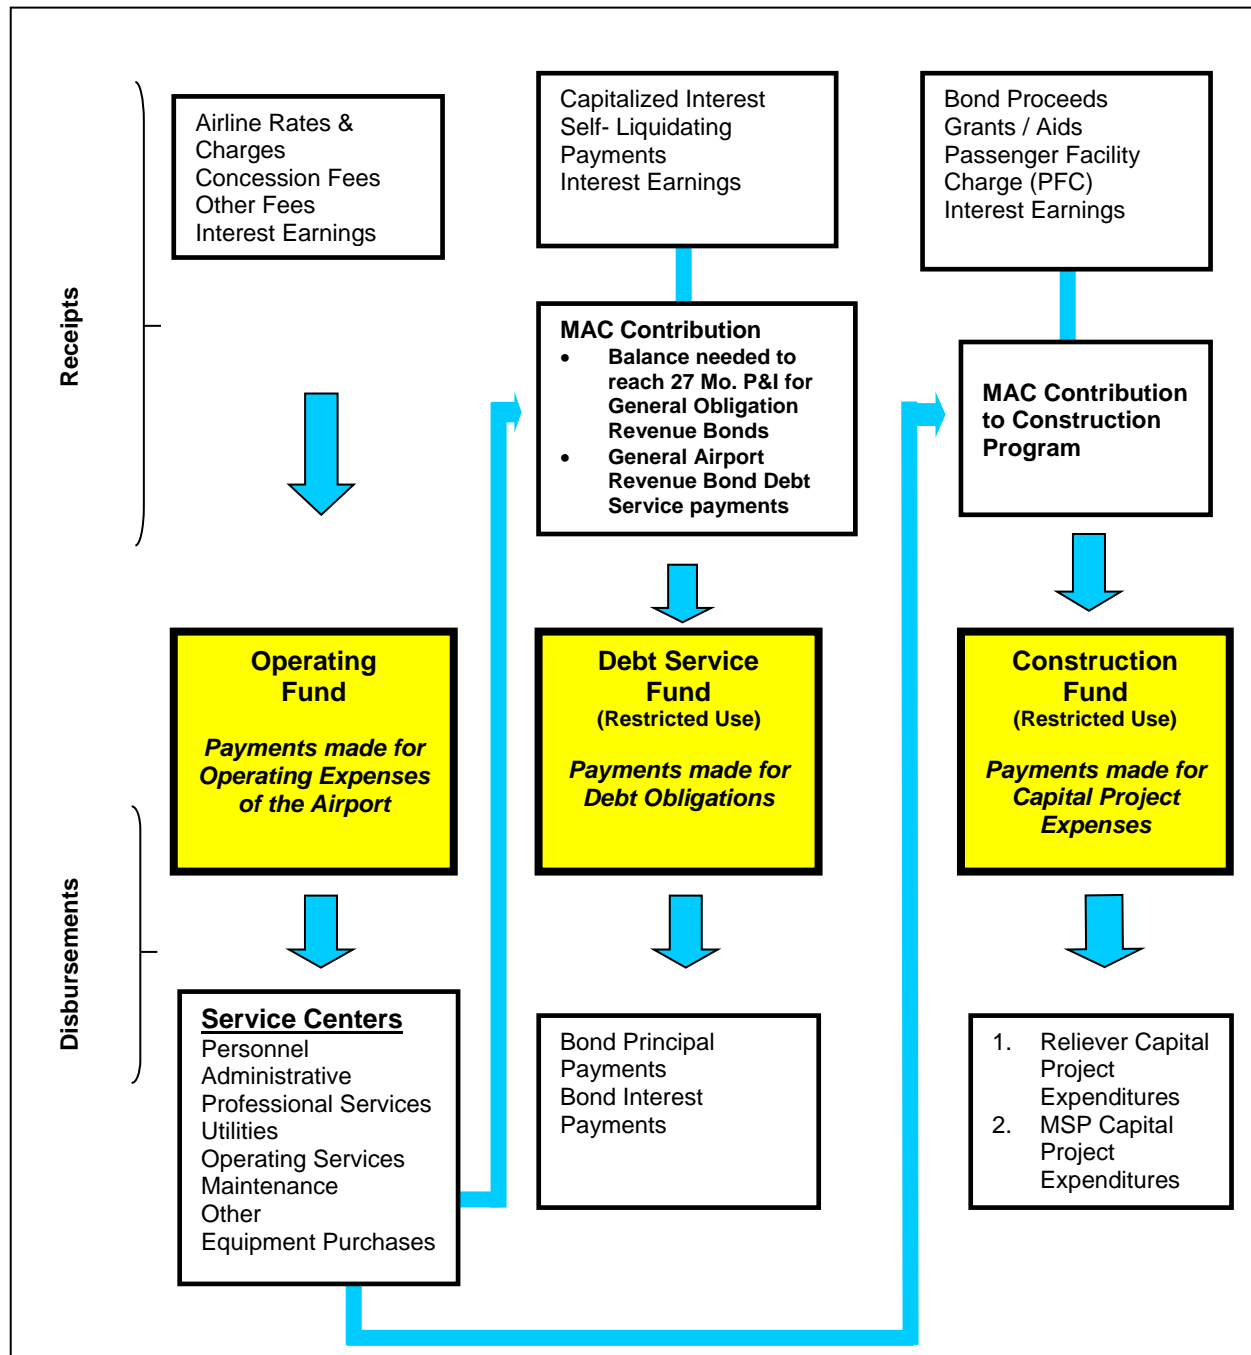 Receipts
Airline Rates &
Charges
Concession Fees
Other Fees
Interest Earnings
Capitalized Interest
Self- Liquidating
Payments
Interest Earnings
Bond Proceeds
Grants / Aids
Passenger Facility
Charge (PFC)
Interest Earnings
MAC Contribution
• Balance needed to
reach 27 Mo. P&I for
General Obligation
Revenue Bonds
• General Airport
Revenue Bond Debt
Service payments
MAC Contribution
to Construction
Program
Operating
Fund
Payments made for
Operating Expenses
of the Airport
Debt Service
Fund
(Restricted Use)
Payments made for
Debt Obligations
Construction
Fund
(Restricted Use)
Payments made for
Capital Project
Expenses
Disbursements
Service Centers
Personnel
Administrative
Professional Services
Utilities
Operating Services
Maintenance
Other
Equipment Purchases
Bond Principal
Payments
Bond Interest
Payments
1. Reliever Capital
Project
Expenditures
2. MSP Capital
Project
Expenditures